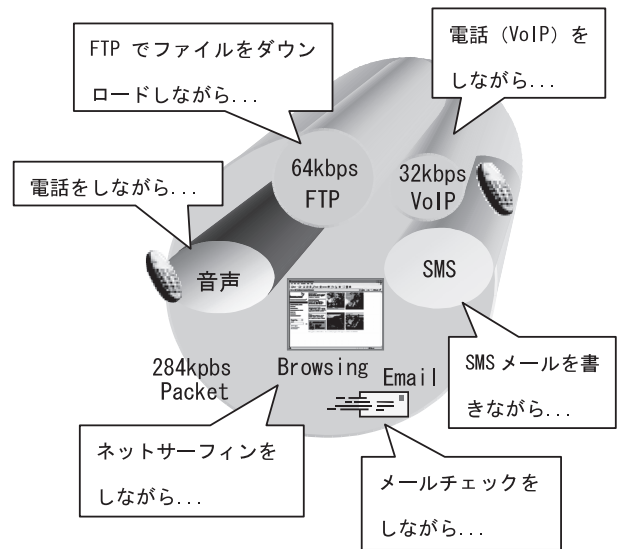 FTP でファイルをダウン
ロードしながら...
電話（VoIP）を
しながら...
電話をしながら...
64kbps
FTP
32kbps
VoIP
音声
SMS
284kpbs
Packet
Browsing
Email
SMS メールを書
きながら...
ネットサーフィンを
しながら...
メールチェックを
しながら...